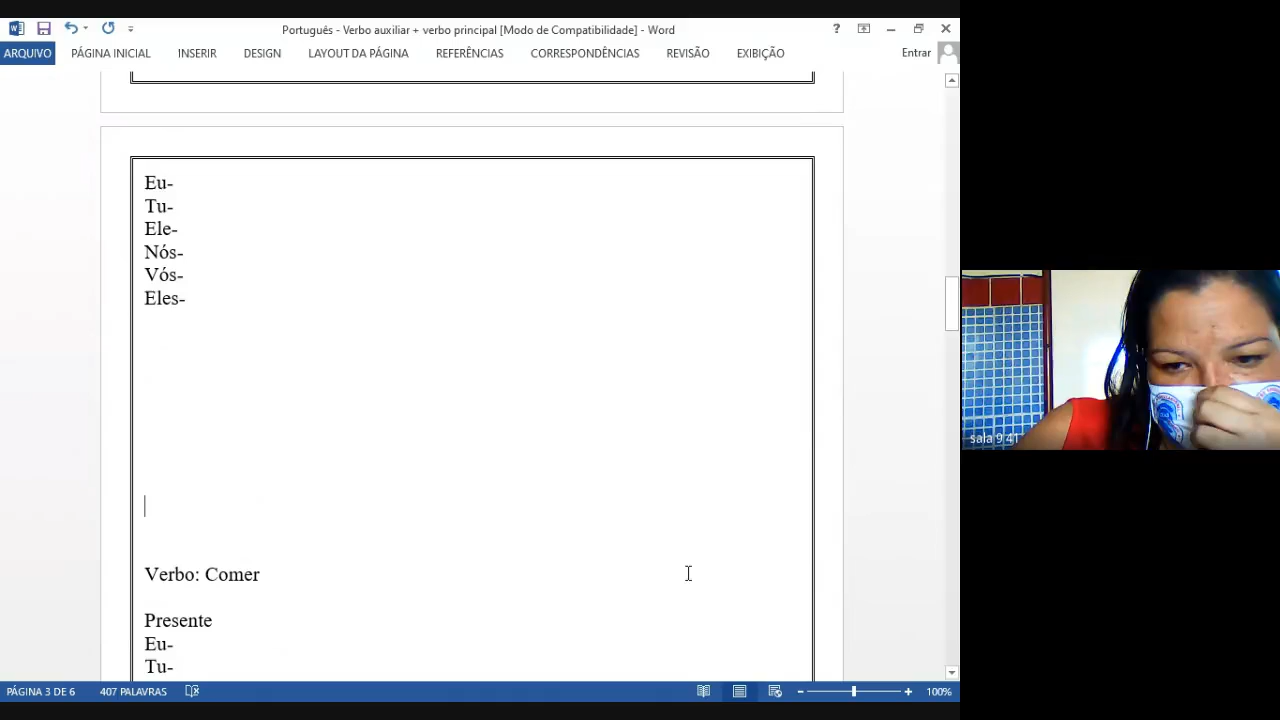 Português - Verbo auxiliar + verbo principal [Modo de Compatibilidade] - Word
ARQUIVO PÁGINA INICIAL INSERIR DESIGN LAYOUT DA PÁGINA REFERÊNCIAS CORRESPONDÊNCIAS REVISÃO EXIBIÇÃO Entrar
Eu-
Tu-
Ele-
Nós-
Vós-
Eles-
sala 9 41
Verbo: Comer
Presente
Eu-
Tu-
PÁGINA 3 DE 6 407 PALAVRAS 100%